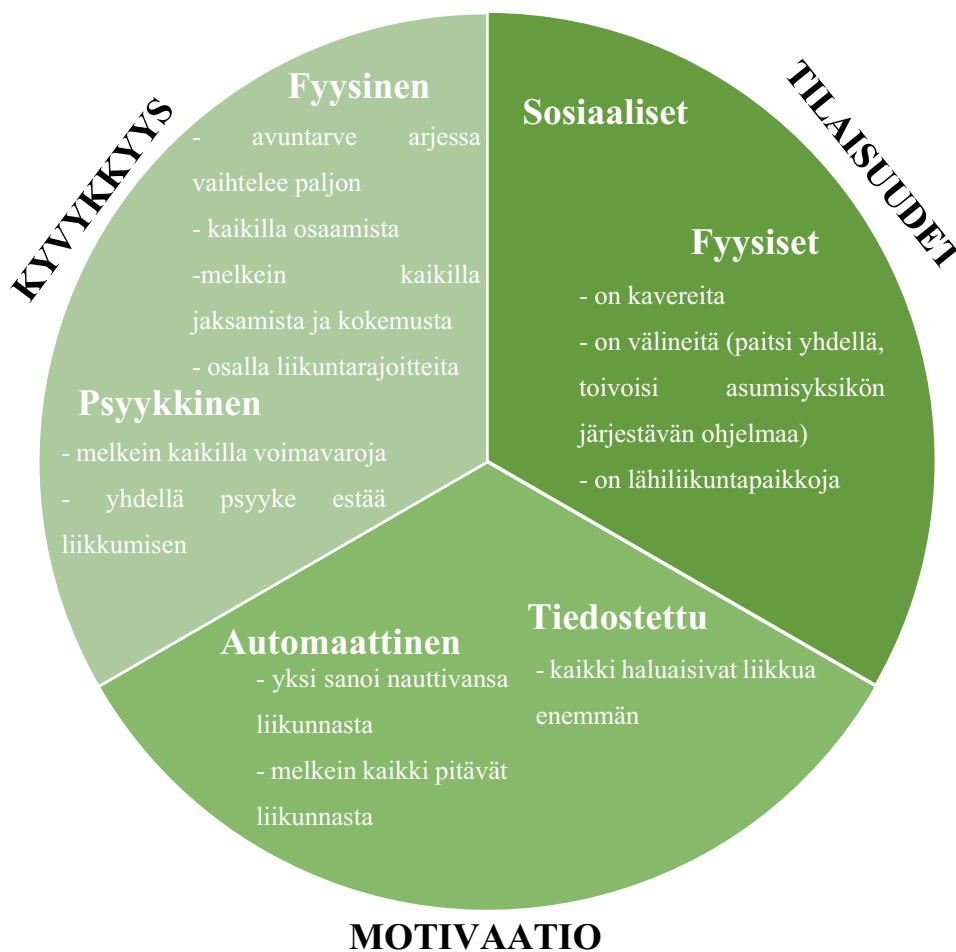 KYVYKKYYS
Fyysinen
- avuntarve arjessa
vaihtelee paljon
- kaikilla osaamista
-melkein kaikilla
jaksamista ja kokemusta
- osalla liikuntarajoitteita
Psyykkinen
- melkein kaikilla voimavaroja
- yhdellä psyyke estää
liikkumisen
TILAISUUDET
Sosiaaliset
Fyysiset
- on kavereita
- on välineitä (paitsi yhdellä,
toivoisi asumisyksikön
järjestävän ohjelmaa)
- on lähiliikuntapaikkoja
Automaattinen
- yksi sanoi nauttivansa
liikunnasta
- melkein kaikki pitävät
liikunnasta
Tiedostettu
- kaikki haluaisivat liikkua
enemmän
MOTIVAATIO